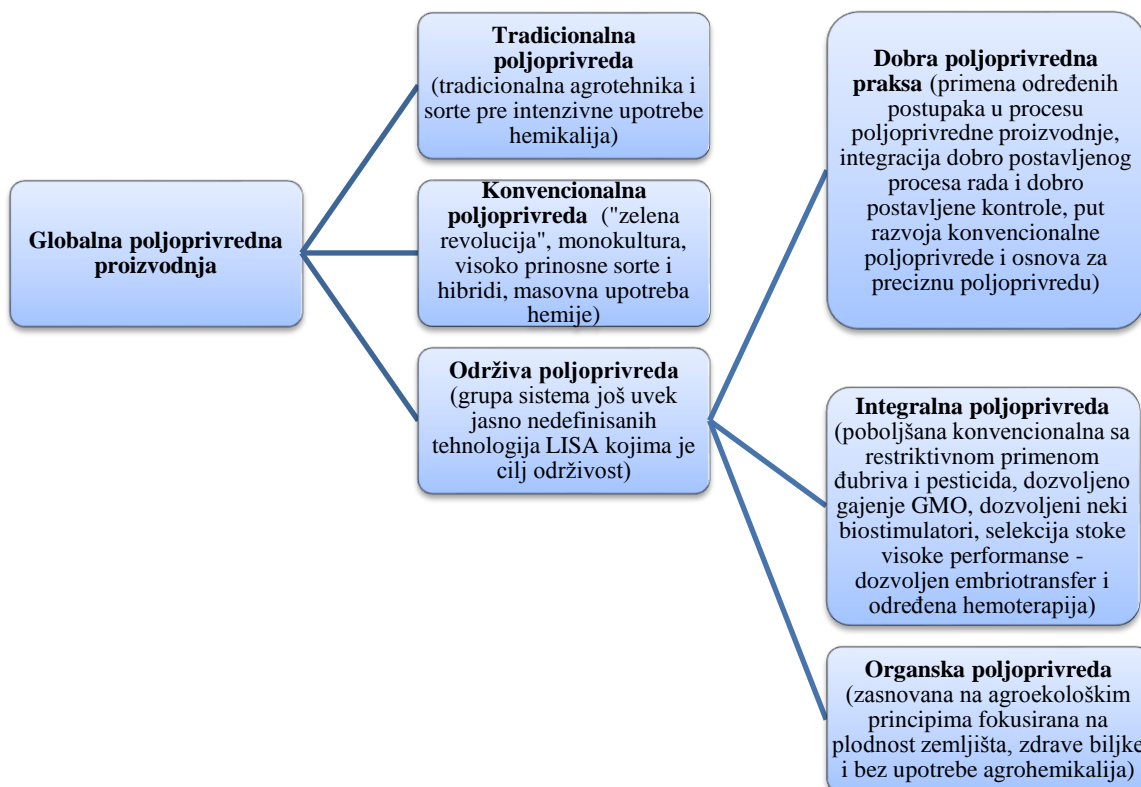 Globalna poljoprivredna
proizvodnja
Tradicionalna
poljoprivreda
(tradicionalna agrotehnika i
sorte pre intenzivne upotrebe
hemikalija)
Konvencionalna
poljoprivreda ("zelena
revolucija", monokultura,
visoko prinosne sorte i
hibridi, masovna upotreba
hemije)
Održiva poljoprivreda
(grupa sistema još uvek
jasno nedefinisanih
tehnologija LISA kojima je
cilj održivost)
Dobra poljoprivredna
praksa (primena određenih
postupaka u procesu
poljoprivredne proizvodnje,
integracija dobro postavljenog
procesa rada i dobro
postavljene kontrole, put
razvoja konvencionalne
poljoprivrede i osnova za
preciznu poljoprivredu)
Integralna poljoprivreda
(poboljšana konvencionalna sa
restriktivnom primenom
đubriva i pesticida, dozvoljeno
gajenje GMO, dozvoljeni neki
biostimulatori, selekcija stoke
visoke performanse -
dozvoljen embriotransfer i
određena hemoterapija)
Organska poljoprivreda
(zasnovana na agroekološkim
principima fokusirana na
plodnost zemljišta, zdrave biljke
i bez upotrebe agrohemikalija)